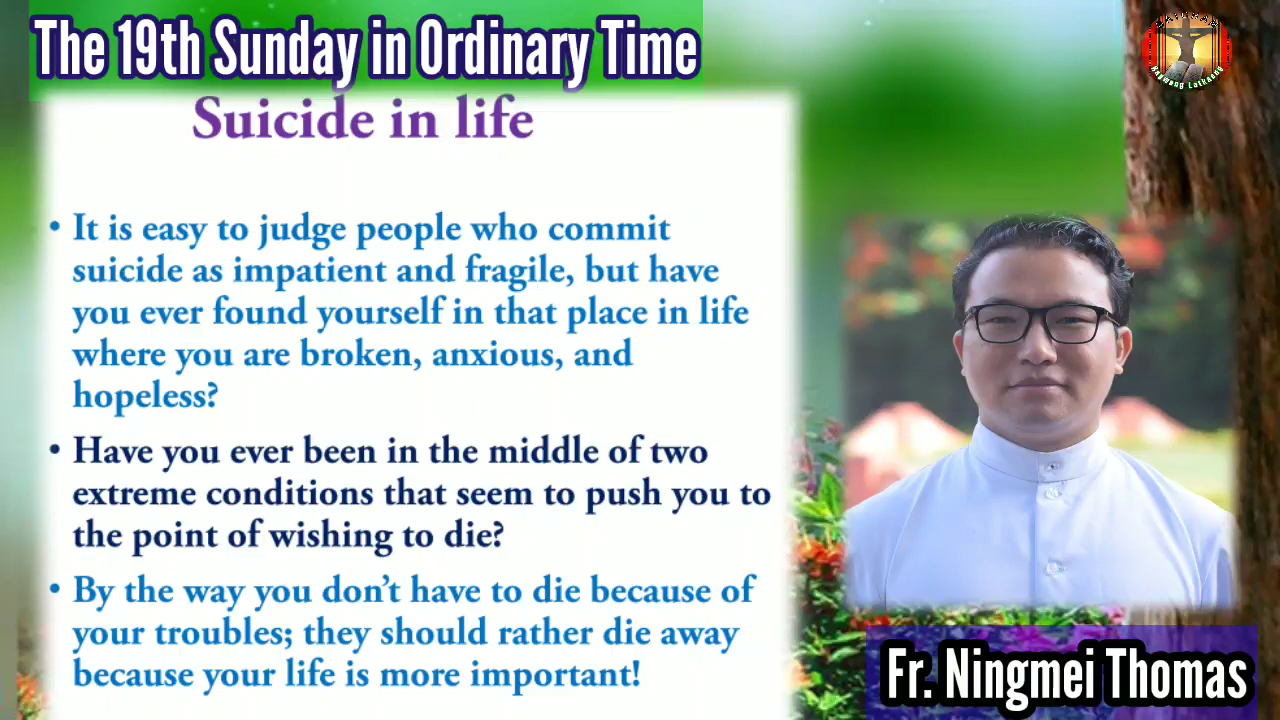 The 19th Sunday in Ordinary Time
Suicide in life
• It is easy to judge people who commit
suicide as impatient and fragile, but have
you ever found yourself in that place in life
where you are broken, anxious, and
hopeless?
• Have you ever been in the middle of two
extreme conditions that seem to push you to
the point of wishing to die?
• By the way you don’t have to die because of
your troubles; they should rather die away
because your life is more important!
Fr. Ningmei Thomas